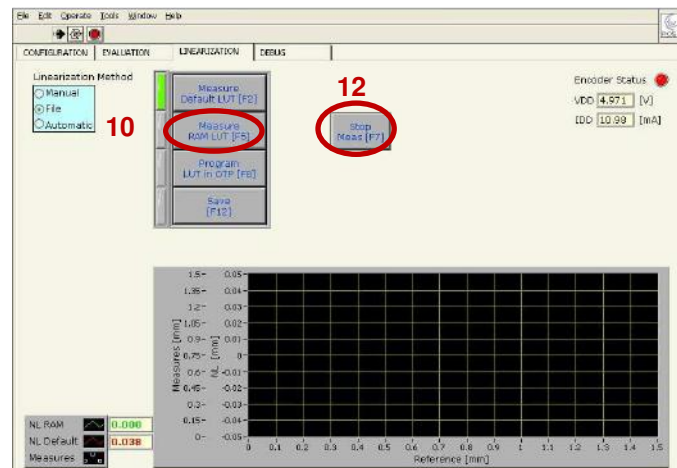 File Edit Operate Tools Window Help
CONFIGURATION EVALUATION LINEARIZATION DEBUG
Linearization Method
Manual
File
Automatic
10
Measure
Default LUT [F2]
Measure
RAM LUT [F5]
Program
LUT in OTP [F8]
Save
[F12]
12
Stop
Meas [F7]
Encoder Status
VDD 4.971 [V]
IDD 10.98 [mA]
Measures [mm]
1.5-
1.35-
1.2-
1.05-
0.9-
0.75-
0.6-
0.45-
0.3-
0.15-
0-
NL [mm]
0.05-
0.04-
0.03-
0.02-
0.01-
0-
-0.01-
-0.02-
-0.03-
-0.04-
-0.05-
0 0.1 0.2 0.3 0.4 0.5 0.6 0.7 0.8 0.9 1 1.1 1.2 1.3 1.4 1.5
Reference [mm]
NL RAM 0.000
NL Default 0.038
Measures